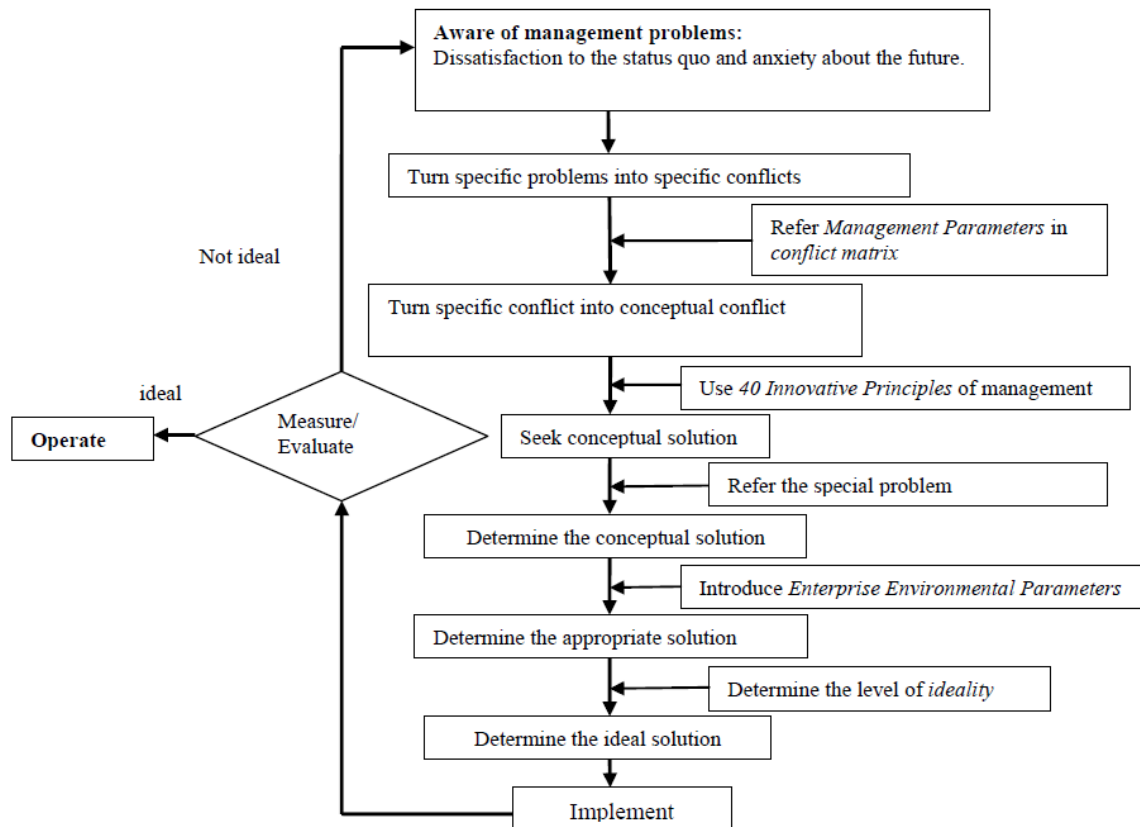 Aware of management problems:
Dissatisfaction to the status quo and anxiety about the future.
Turn specific problems into specific conflicts
Refer Management Parameters in
conflict matrix
Not ideal
Turn specific conflict into conceptual conflict
Use 40 Innovative Principles of management
ideal
Measure/
Evaluate
Operate
Seek conceptual solution
Refer the special problem
Determine the conceptual solution
Introduce Enterprise Environmental Parameters
Determine the appropriate solution
Determine the level of ideality
Determine the ideal solution
Implement